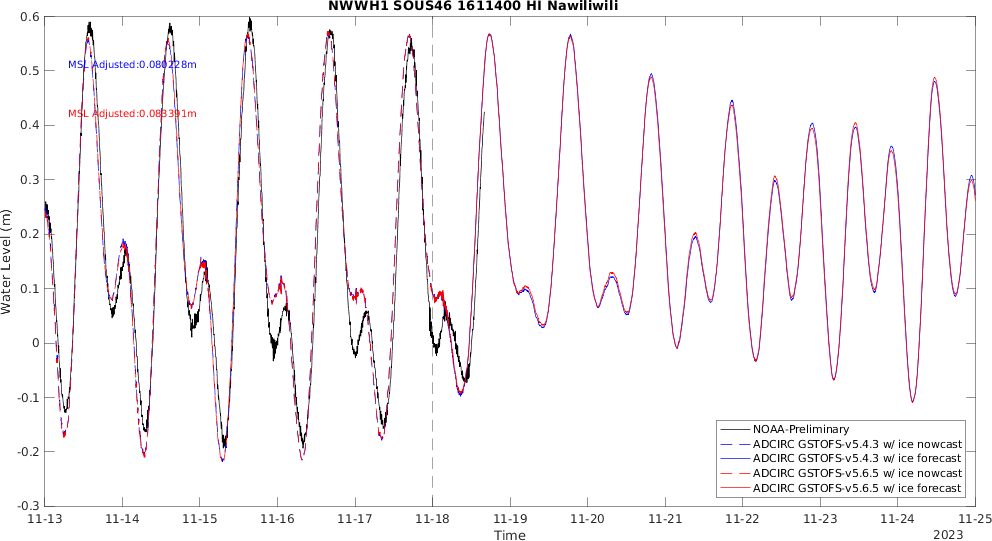 NWWH1 SOUS46 1611400 HI Nawiliwili
0.6
0.5
0.4
0.3
0.2
0.1
0
-0.1
-0.2
-0.3
Water Level (m)
MSL Adjusted:0.080228m
MSL Adjusted:0.083391m
NOAA-Preliminary
ADCIRC GSTOFS-v5.4.3 w/ ice nowcast
ADCIRC GSTOFS-v5.4.3 w/ ice forecast
ADCIRC GSTOFS-v5.6.5 w/ ice nowcast
ADCIRC GSTOFS-v5.6.5 w/ ice forecast
11-13 11-14 11-15 11-16 11-17 11-18 11-19 11-20 11-21 11-22 11-23 11-24 11-25
Time
2023